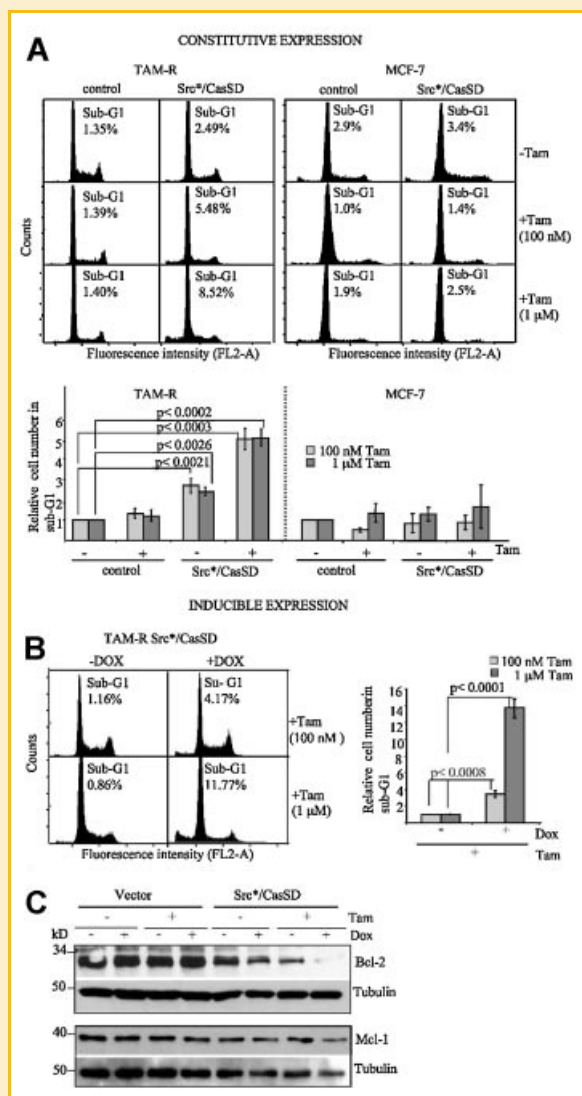 A
CONSTITUTIVE EXPRESSION
TAM-R
MCF-7
control Src*/CasSD control Src*/CasSD
Sub-G1 Sub-G1 Sub-G1 Sub-G1
1.35% 2.49% 2.9% 3.4%
-Tam
Sub-G1 Sub-G1 Sub-G1 Sub-G1
1.39% 5.48% 1.0% 1.4%
+Tam
(100 nM)
Sub-G1 Sub-G1 Sub-G1 Sub-G1
1.40% 8.52% 1.9% 2.5%
+Tam
(1 µM)
Counts
Fluorescence intensity (FL2-A) Fluorescence intensity (FL2-A)
TAM-R MCF-7
p< 0.0002
p< 0.0003
p< 0.0026
p< 0.0021
100 nM Tam
1 µM Tam
Relative cell number in
sub-G1
6
5
4
3
2
1
- + - + - + - + Tam
control Src*/CasSD control Src*/CasSD
INDUCIBLE EXPRESSION
B
TAM-R Src*/CasSD
-DOX +DOX
Sub-G1 Su- G1
1.16% 4.17%
+Tam
(100 nM )
Sub-G1 Sub-G1
0.86% 11.77%
+Tam
(1 µM)
Counts
Fluorescence intensity (FL2-A)
100 nM Tam
1 µM Tam
p< 0.0001
p< 0.0008
Relative cell numberin
sub-G1
16
14
12
10
8
6
4
2
- + Dox
+ Tam
C
Vector Src*/CasSD
- + - + Tam
kD - + - + - + - + Dox
34
Bcl-2
50
Tubulin
40
Mcl-1
50
Tubulin